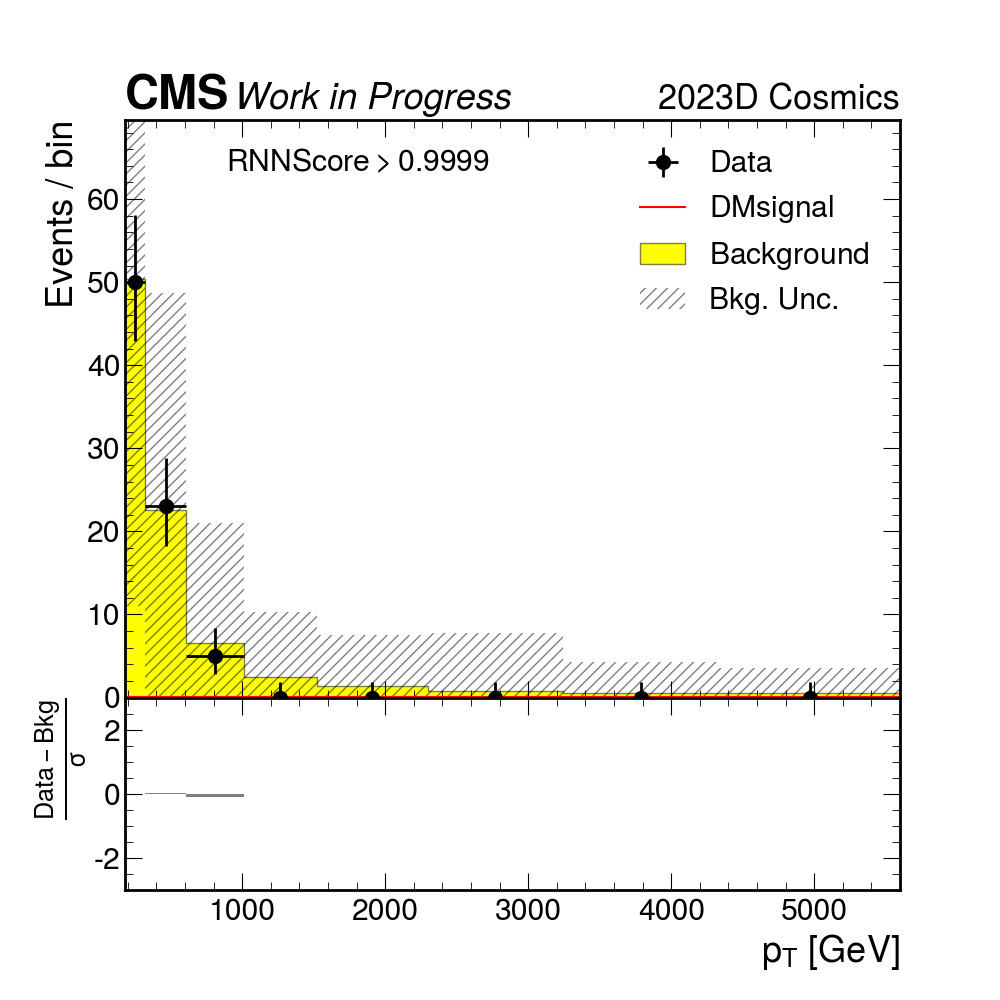 CMS Work in Progress 2023D Cosmics
Events / bin
RNNScore > 0.9999
Data
DMsignal
Background
Bkg. Unc.
60
50
40
30
20
10
0
Data – Bkg
σ
2
0
-2
1000 2000 3000 4000 5000
pT [GeV]